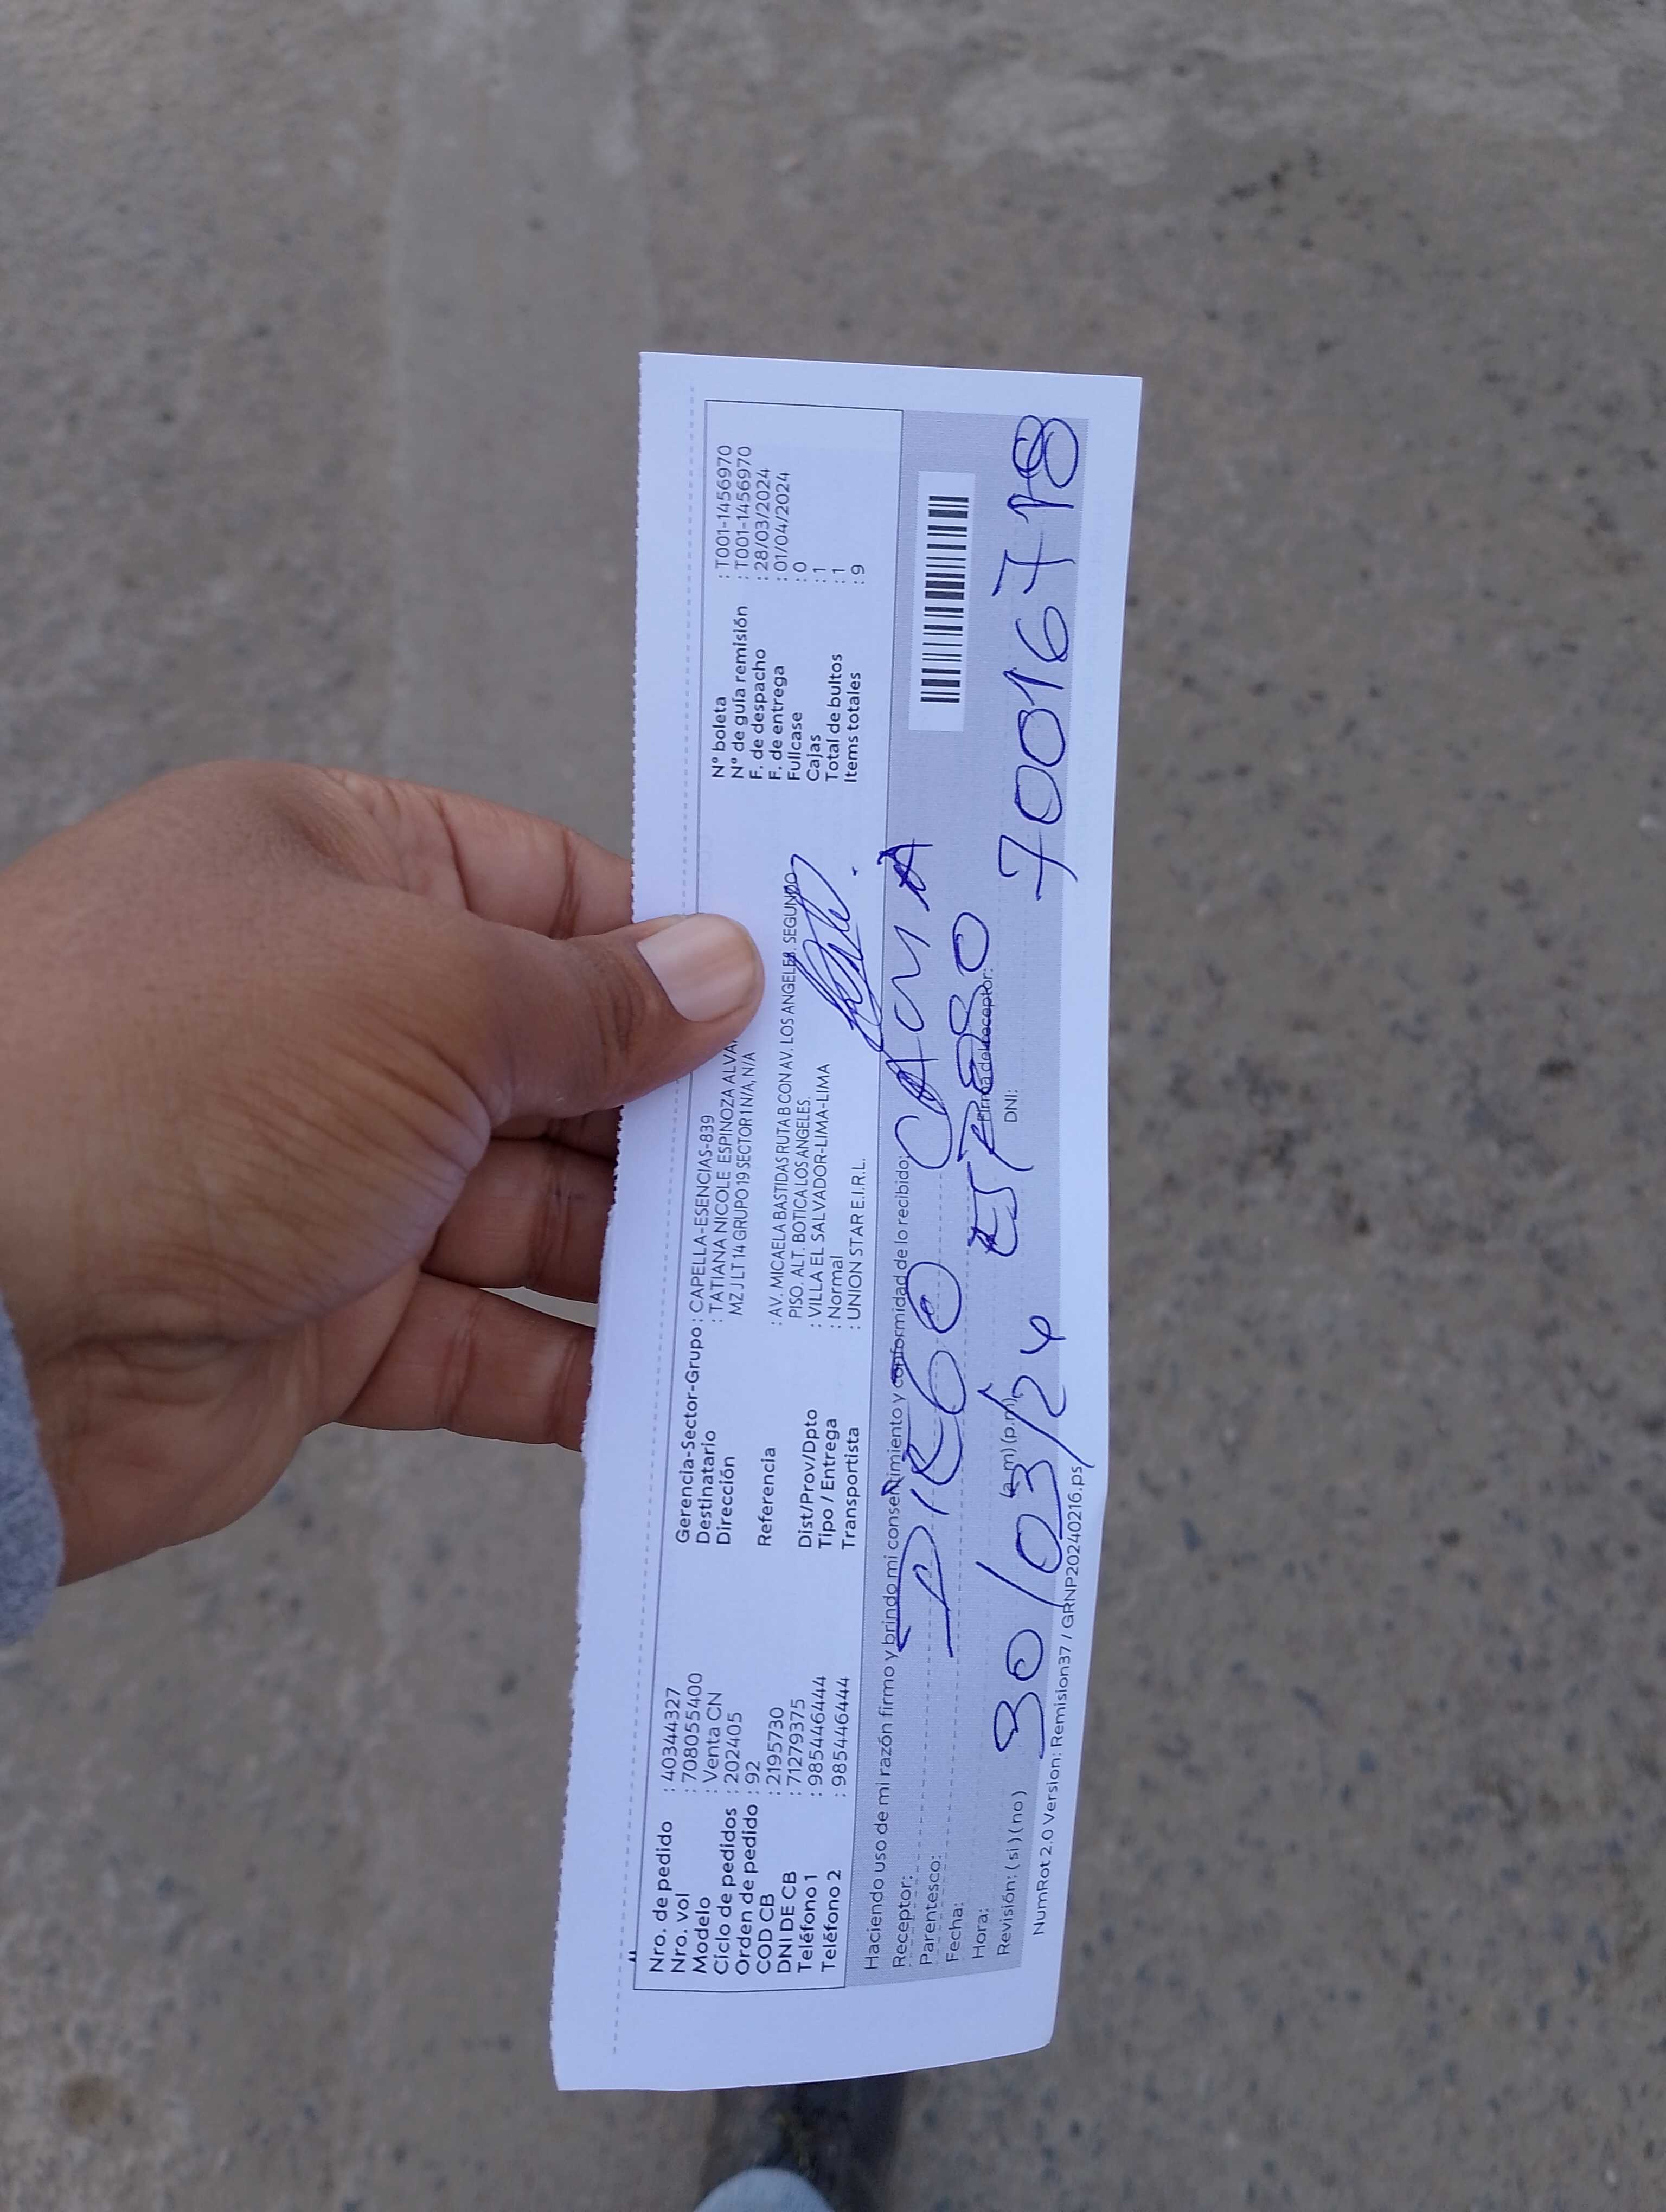 Nro. de pedido : 40344327
Nro. vol : 708055400
Modelo : Venta CN
Ciclo de pedidos : 202405
Orden de pedido : 92
COD CB : 2195730
DNI DE CB : 71279375
Teléfono 1 : 985446444
Teléfono 2 : 985446444
Gerencia-Sector-Grupo : CAPELLA-ESENCIAS-839
Destinatario : TATIANA NICOLE ESPINOZA
Dirección MZ J LT 14 GRUPO 19 SECTOR 1 N/A, N/A
Referencia : AV. MICAELA BASTIDAS RUTA B CON AV. LOS ANGELES. SEGUNDO
PISO. ALT. BOTICA LOS ANGELES.
Dist/Prov/Dpto : VILLA EL SALVADOR-LIMA-LIMA
Tipo / Entrega : Normal
Transportista : UNION STAR E.I.R.L.
N° boleta : T001-1456970
N° de guía remisión : T001-1456970
F. de despacho : 28/03/2024
F. de entrega : 01/04/2024
Fullcase : 0
Cajas : 1
Total de bultos : 1
Items totales : 9
Haciendo uso de mi razón firmo y brindo mi consentimiento y conformidad de lo recibido:
Receptor: DIEGO CAMA
Parentesco:
Fecha:
Firma del receptor:
Hora: (a.m) (p.m) DNI:
30/03/24 70016718
Revisión: (si) (no)
NumRot 2.0 Version: Remision37 / GRNP20240216.ps